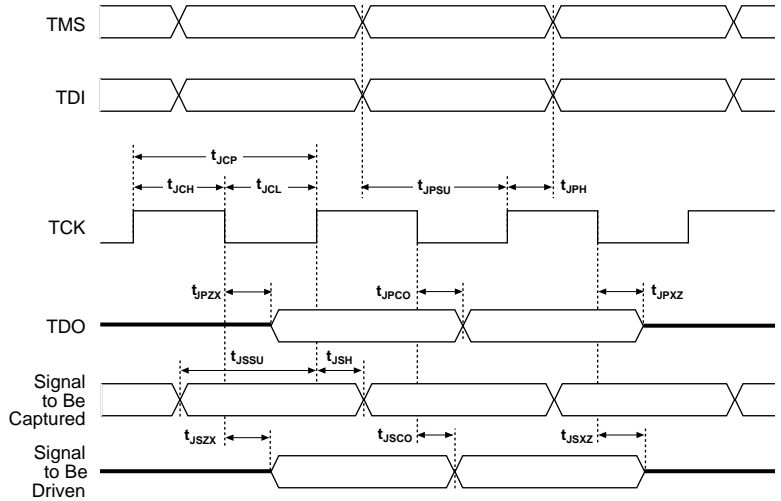 TMS
TDI
tJCP
tJCH tJCL tJPSU tJPH
TCK
tJPZX tJPCO tJPXZ
TDO
tJSSU tJSH
Signal
to Be
Captured
tJSZX tJSCO tJSXZ
Signal
to Be
Driven